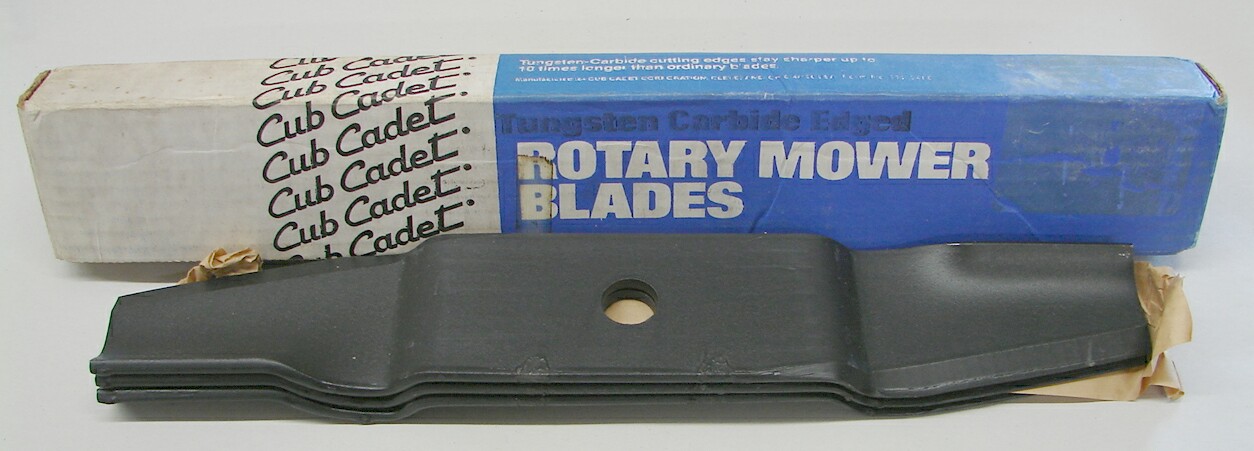 Cub Cadet
Cub Cadet
Cub Cadet
Cub Cadet
Cub Cadet
Cub Cadet
Cub Cadet
Tungsten-Carbide cutting edges stay sharper up to
10 times longer than ordinary blades.
CUB CADET CORPORATION
Tungsten Carbide Edged
ROTARY MOWER
BLADES